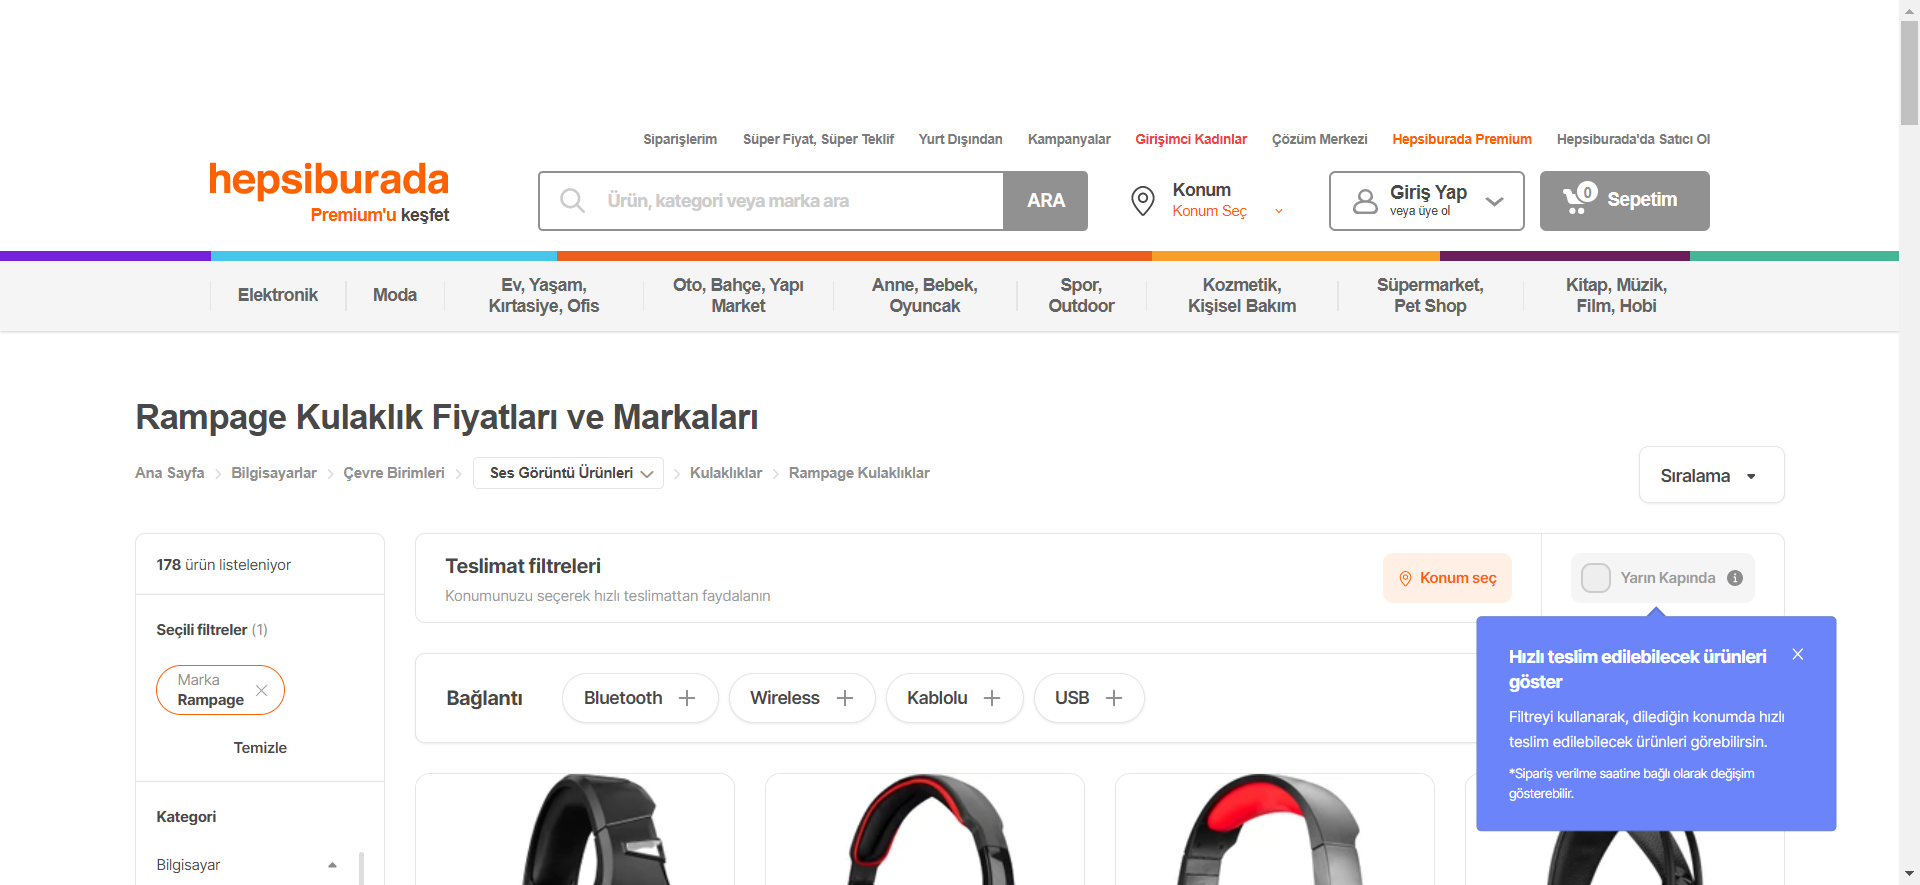 Siparişlerim Süper Fiyat, Süper Teklif Yurt Dışından Kampanyalar Girişimci Kadınlar Çözüm Merkezi Hepsiburada Premium Hepsiburada'da Satıcı Ol
hepsiburada
Premium'u keşfet
Ürün, kategori veya marka ara
ARA
Konum
Konum Seç
Giriş Yap
veya üye ol
0
Sepetim
Elektronik
Moda
Ev, Yaşam,
Kırtasiye, Ofis
Oto, Bahçe, Yapı
Market
Anne, Bebek,
Oyuncak
Spor,
Outdoor
Kozmetik,
Kişisel Bakım
Süpermarket,
Pet Shop
Kitap, Müzik,
Film, Hobi
Rampage Kulaklık Fiyatları ve Markaları
Ana Sayfa Bilgisayarlar Çevre Birimleri Ses Görüntü Ürünleri Kulaklıklar Rampage Kulaklıklar
Sıralama
178 ürün listeleniyor
Seçili filtreler (1)
Marka
Rampage
Temizle
Kategori
Bilgisayar
Teslimat filtreleri
Konumunuzu seçerek hızlı teslimattan faydalanın
Konum seç
Yarın Kapında
Bağlantı Bluetooth Wireless Kablolu USB
Hızlı teslim edilebilecek ürünleri
göster
Filtreyi kullanarak, dilediğin konumda hızlı
teslim edilebilecek ürünleri görebilirsin.
*Sipariş verilme saatine bağlı olarak değişim
gösterebilir.